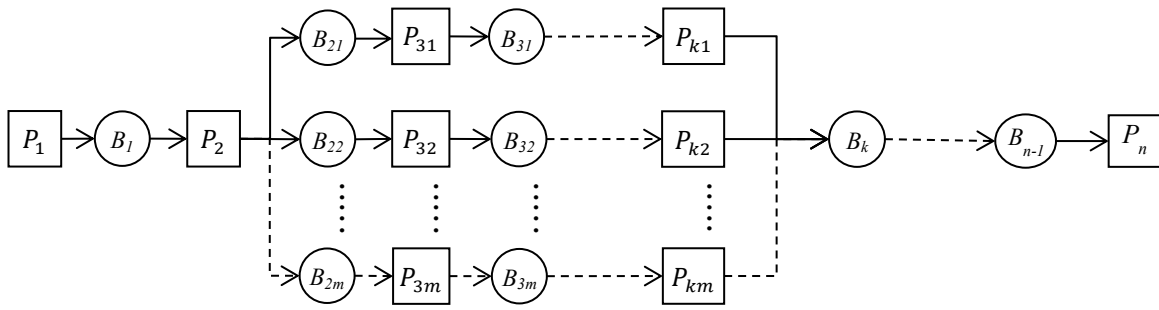 B₂₁ P₃₁ B₃₁ Pₖ₁
P₁ B₁ P₂ B₂₂ P₃₂ B₃₂ Pₖ₂ Bₖ Bₙ₋₁ Pₙ
B₂ₘ P₃ₘ B₃ₘ Pₖₘ